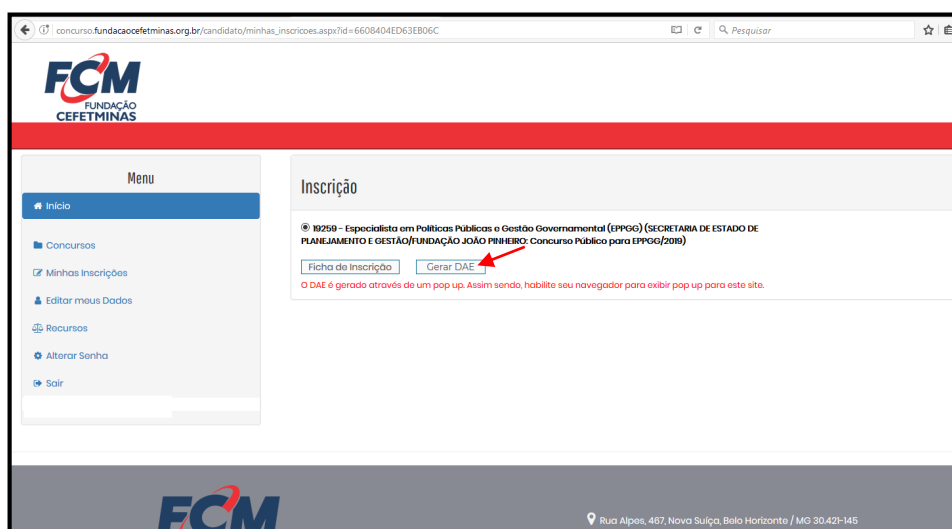 concurso.fundacaocefetminas.org.br/candidato/minhas_inscricoes.aspx?id=6608404ED63EB06C
Pesquisar
FCM
FUNDAÇÃO
CEFETMINAS
Menu
Início
Concursos
Minhas Inscrições
Editar meus Dados
Recursos
Alterar Senha
Sair
Inscrição
19259 - Especialista em Políticas Públicas e Gestão Governamental (EPPGG) (SECRETARIA DE ESTADO DE
PLANEJAMENTO E GESTÃO/FUNDAÇÃO JOÃO PINHEIRO: Concurso Público para EPPGG/2019)
Ficha de Inscrição Gerar DAE
O DAE é gerado através de um pop up. Assim sendo, habilite seu navegador para exibir pop up para este site.
FCM
Rua Alpes, 467, Nova Suíça, Belo Horizonte / MG 30.421-145